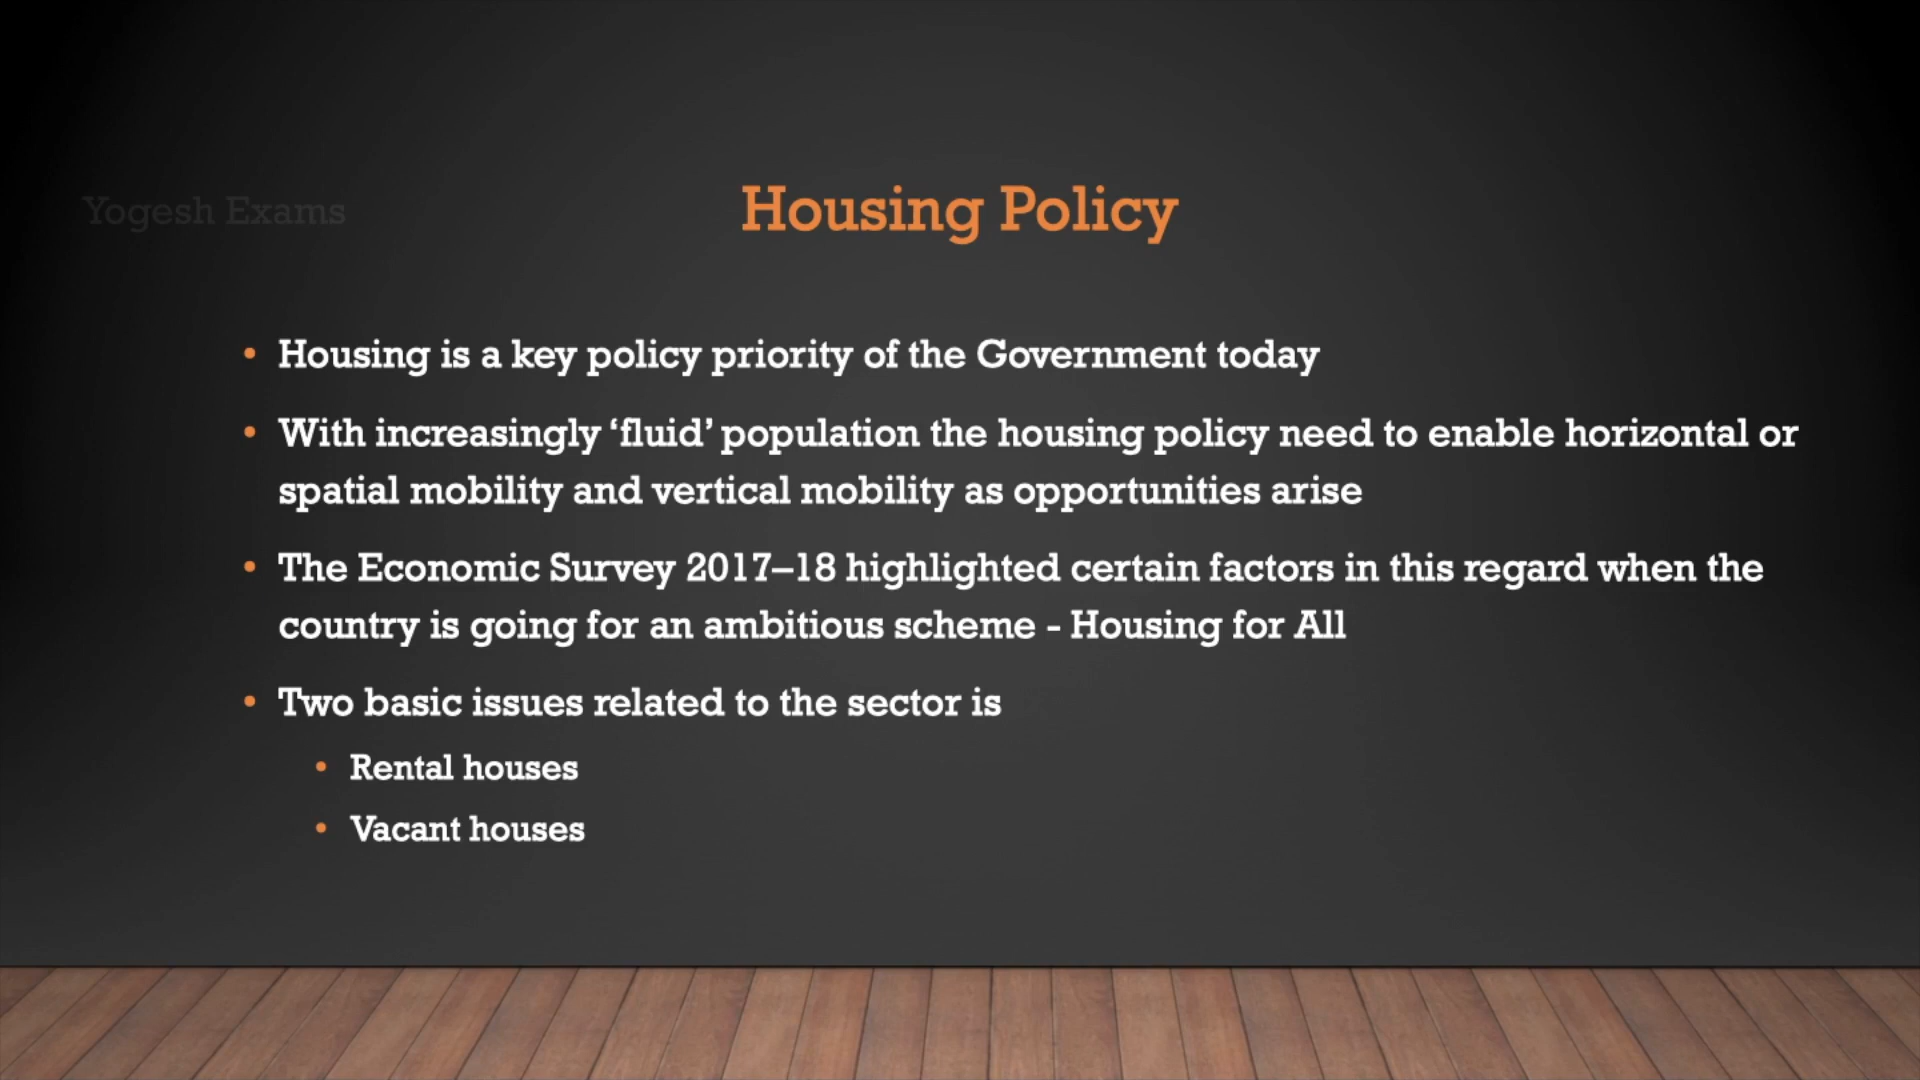 Yogesh Exams
Housing Policy
• Housing is a key policy priority of the Government today
• With increasingly ‘fluid’ population the housing policy need to enable horizontal or
spatial mobility and vertical mobility as opportunities arise
• The Economic Survey 2017–18 highlighted certain factors in this regard when the
country is going for an ambitious scheme - Housing for All
• Two basic issues related to the sector is
• Rental houses
• Vacant houses